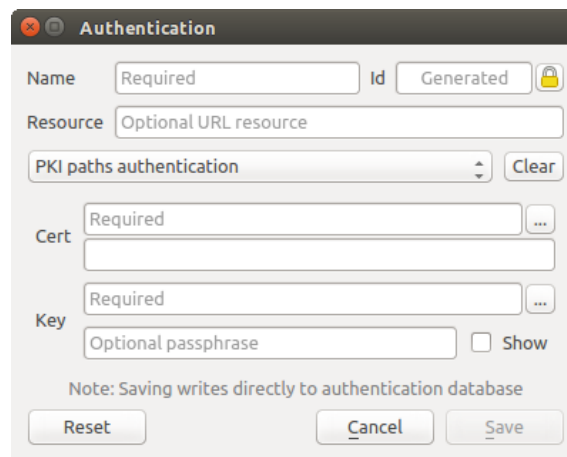 Authentication
Name Required Id Generated
Resource Optional URL resource
PKI paths authentication Clear
Cert Required ...
Key Required ...
Optional passphrase Show
Note: Saving writes directly to authentication database
Reset Cancel Save